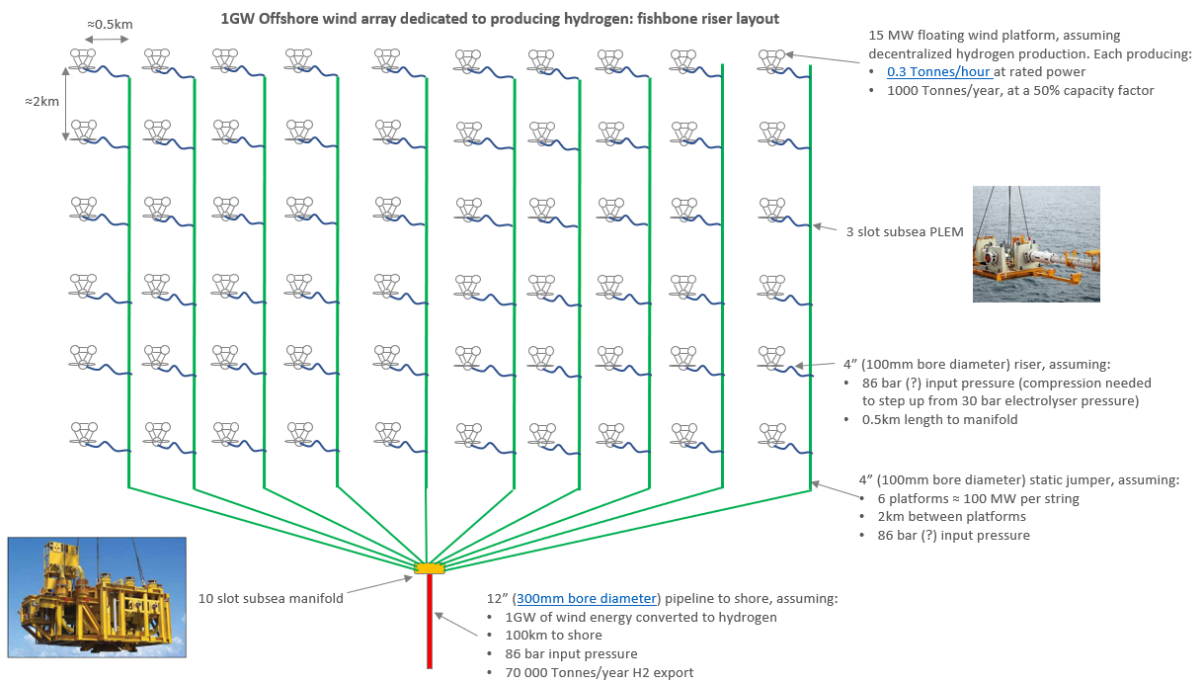 1GW Offshore wind array dedicated to producing hydrogen: fishbone riser layout
≈0.5km
≈2km
15 MW floating wind platform, assuming
decentralized hydrogen production. Each producing:
• 0.3 Tonnes/hour at rated power
• 1000 Tonnes/year, at a 50% capacity factor
3 slot subsea PLEM
4” (100mm bore diameter) riser, assuming:
• 86 bar (?) input pressure (compression needed
to step up from 30 bar electrolyser pressure)
• 0.5km length to manifold
4” (100mm bore diameter) static jumper, assuming:
• 6 platforms ≈ 100 MW per string
• 2km between platforms
• 86 bar (?) input pressure
10 slot subsea manifold
12” (300mm bore diameter) pipeline to shore, assuming:
• 1GW of wind energy converted to hydrogen
• 100km to shore
• 86 bar input pressure
• 70 000 Tonnes/year H2 export